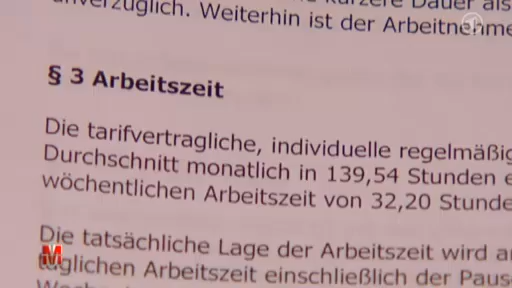 unverzüglich. Weiterhin ist der Arbeitnehme
§ 3 Arbeitszeit
Die tarifvertragliche, individuelle regelmäßig
Durchschnitt monatlich in 139,54 Stunden e
wöchentlichen Arbeitszeit von 32,20 Stunde
Die tatsächliche Lage der Arbeitszeit wird a
täglichen Arbeitszeit einschließlich der Paus
M